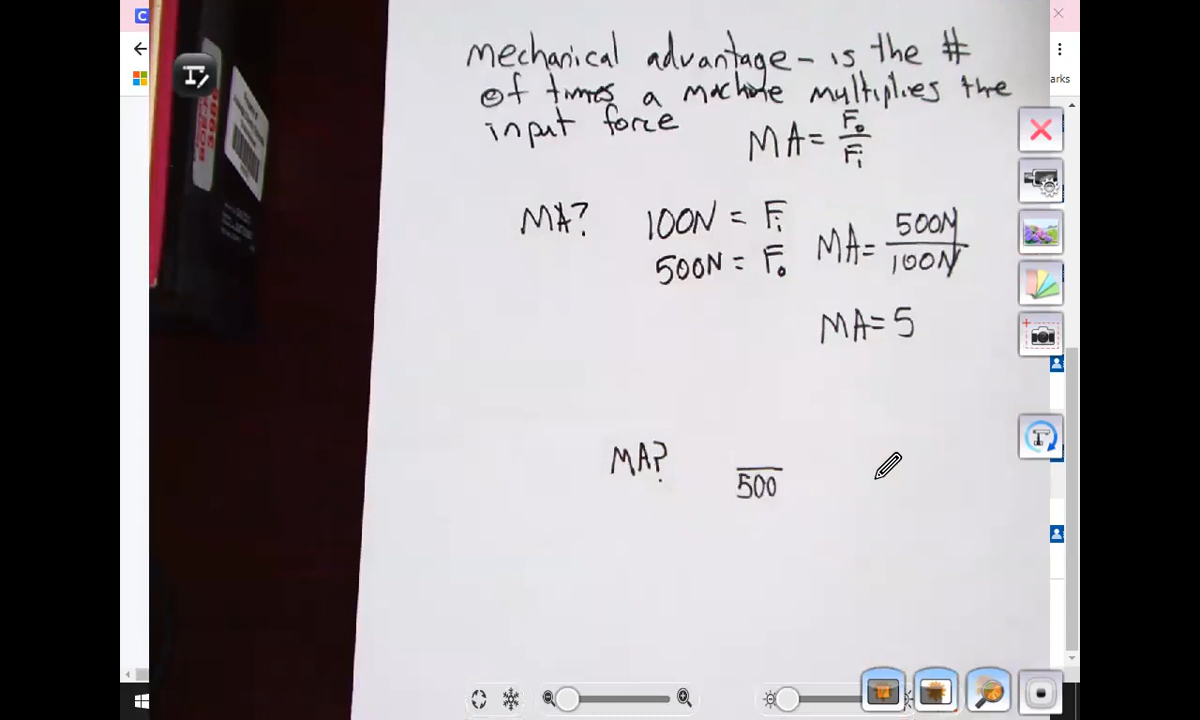 mechanical advantage - is the #
of times a machine multiplies the
input force
MA = Fo/Fi
MA? 100N = Fi
500N = Fo
MA = 500N/100N
MA = 5
MA? 500
arks